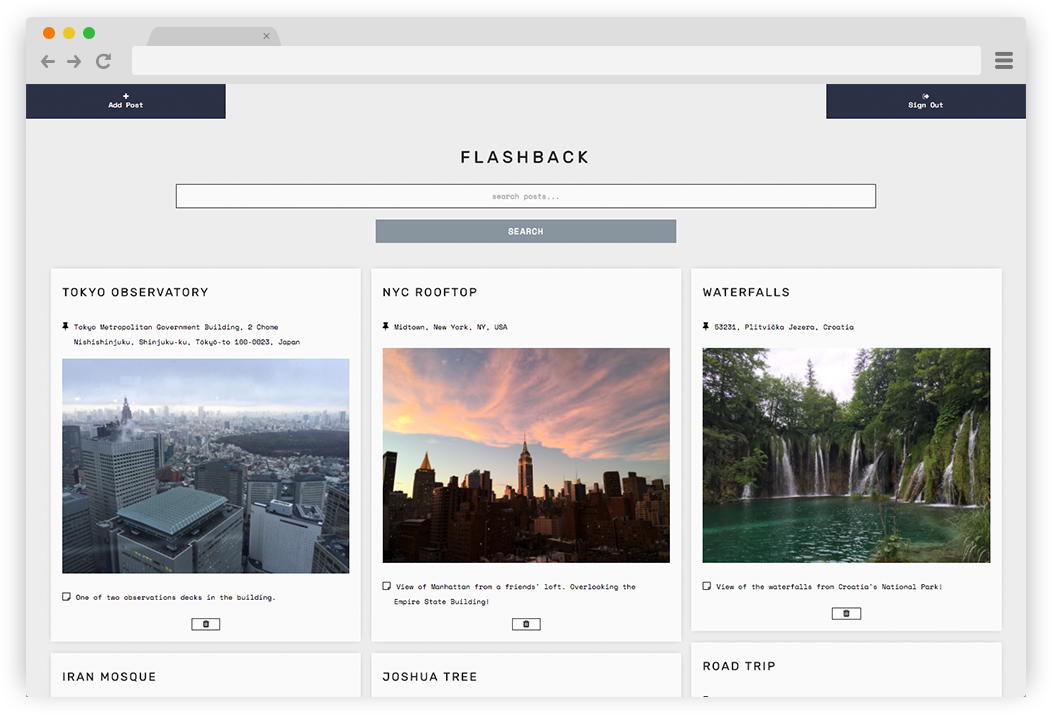 Add Post
Sign Out
FLASHBACK
search posts...
SEARCH
TOKYO OBSERVATORY
Tokyo Metropolitan Government Building, 2 Chome
Nishishinjuku, Shinjuku-ku, Tōkyō-to 160-0023, Japan
One of two observations decks in the building.
NYC ROOFTOP
Midtown, New York, NY, USA
View of Manhattan from a friends' loft. Overlooking the
Empire State Building!
WATERFALLS
53231, Plitvička Jezera, Croatia
View of the waterfalls from Croatia's National Park!
IRAN MOSQUE
JOSHUA TREE
ROAD TRIP